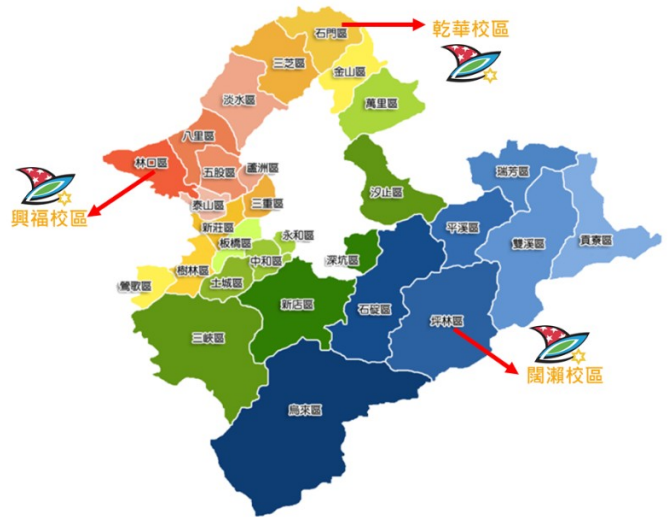 石門區
乾華校區
三芝區
金山區
淡水區
萬里區
八里區
林口區
五股區
蘆洲區
瑞芳區
汐止區
泰山區
三重區
興福校區
新莊區
平溪區
永和區
板橋區
雙溪區
貢寮區
中和區
深坑區
樹林區
土城區
鶯歌區
新店區
石碇區
坪林區
三峽區
闊瀨校區
烏來區